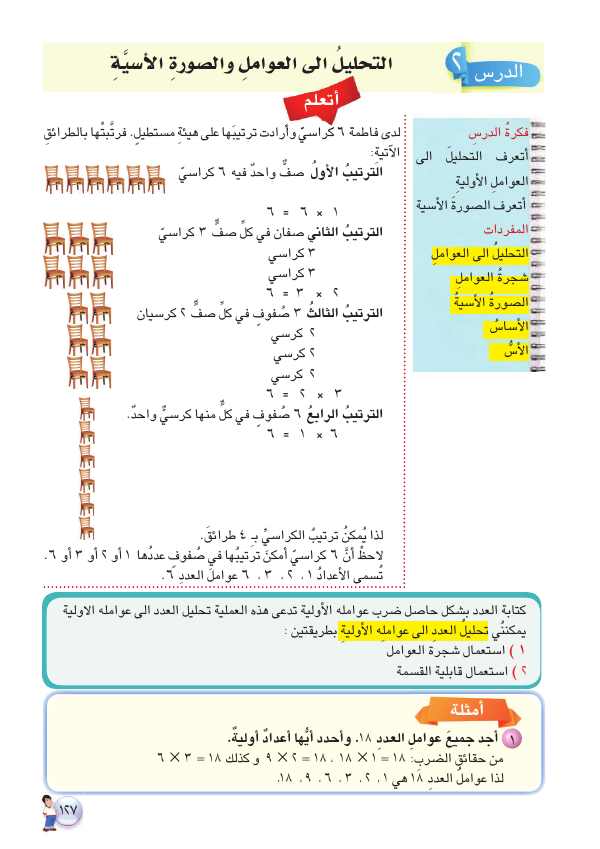 الدرس ٢
التحليلُ الى العواملِ والصورةِ الأسيَّةِ
فكرةُ الدرسِ
أتعرف التحليلَ الى
العواملِ الأوليةِ
أتعرف الصورةَ الأسية
المفردات
التحليلُ الى العواملِ
شجرةُ العواملِ
الصورةُ الأسيةُ
الأساسُ
الأسُّ
أتعلم
لدى فاطمة ٦ كراسيّ وأرادت ترتيبَها على هيئةِ مستطيلٍ. فرتَّبتُها بالطرائقِ
الآتيةِ:
الترتيبُ الأولُ صفٌّ واحدٌ فيه ٦ كراسيّ
١ × ٦ = ٦
الترتيبُ الثاني صفان في كلِّ صفٍّ ٣ كراسيّ
٣ كراسي
٣ كراسي
٢ × ٣ = ٦
الترتيبُ الثالثُ ٣ صُفوفٍ في كلِّ صفٍّ ٢ كرسيان
٢ كرسي
٢ كرسي
٢ كرسي
٣ × ٢ = ٦
الترتيبُ الرابعُ ٦ صُفوفٍ في كلٍّ منها كرسيٌّ واحدٌ.
٦ × ١ = ٦
لذا يُمكنُ ترتيبُ الكراسيِّ بـ ٤ طرائقَ.
لاحظْ أنَّ ٦ كراسيّ أمكنَ ترتيبُها في صُفوفٍ عددُها ١ أو ٢ أو ٣ أو ٦.
تُسمى الأعدادُ ١، ٢، ٣، ٦ عواملَ العددِ ٦.
كتابة العدد بشكل حاصل ضرب عوامله الأولية تدعى هذه العملية تحليل العدد الى عوامله الاولية
يمكننُي تحليلُ العددِ الى عواملِه الأوليةِ بطريقتين :
١ ) استعمال شجرة العوامل
٢ ) استعمال قابلية القسمة
أمثلة
١ أجد جميعَ عواملِ العددِ ١٨. وأحدد أيُّها أعدادٌ أوليةٌ.
من حقائقِ الضربِ: ١٨ = ١ × ١٨ ، ١٨ = ٢ × ٩ و كذلك ١٨ = ٣ × ٦
لذا عواملُ العددِ ١٨ هي ١، ٢، ٣، ٦، ٩، ١٨.
١٢٧